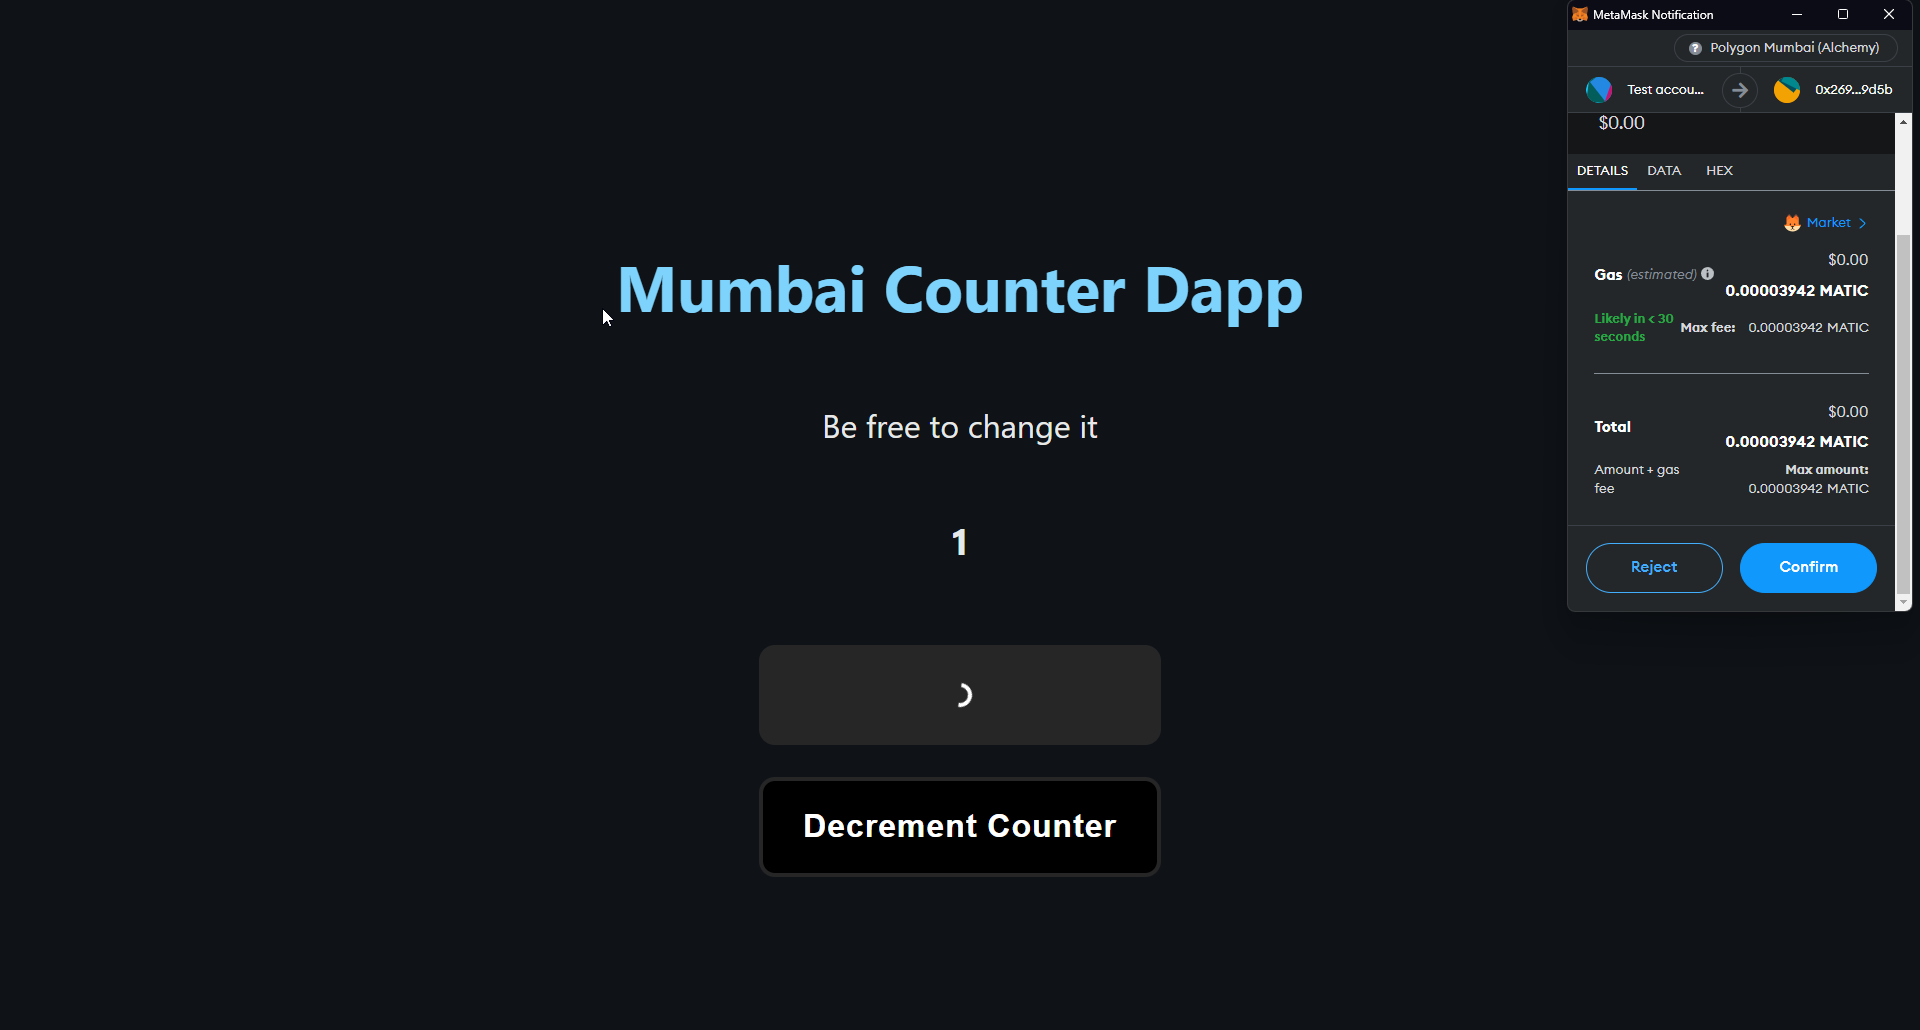 MetaMask Notification
Polygon Mumbai (Alchemy)
Test accou... 0x269...9d5b
$0.00
DETAILS DATA HEX
Market
$0.00
Gas (estimated)
0.00003942 MATIC
Likely in < 30
seconds
Max fee: 0.00003942 MATIC
$0.00
Total
0.00003942 MATIC
Amount + gas
fee
Max amount:
0.00003942 MATIC
Reject Confirm
Mumbai Counter Dapp
Be free to change it
1
Decrement Counter